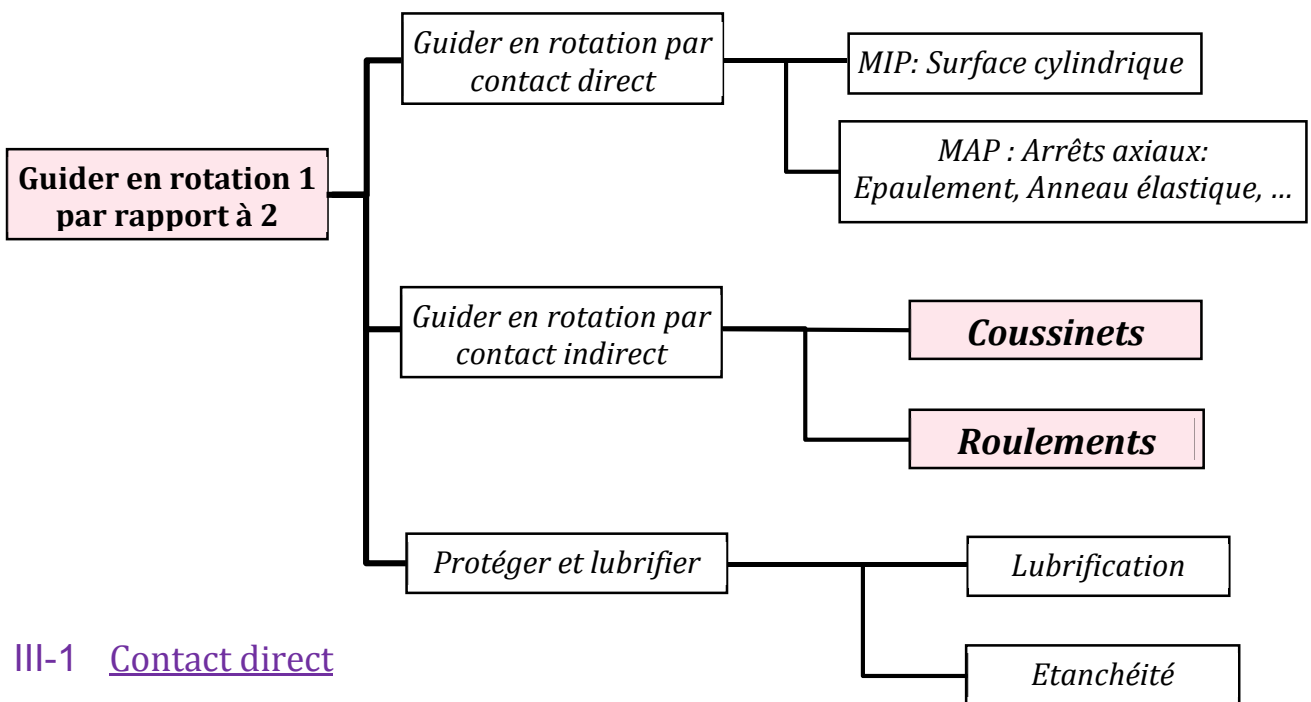 Guider en rotation par
contact direct
MIP: Surface cylindrique
MAP : Arrêts axiaux:
Epaulement, Anneau élastique, …
Guider en rotation 1
par rapport à 2
Guider en rotation par
contact indirect
Coussinets
Roulements
Protéger et lubrifier
Lubrification
Etanchéité
III-1 Contact direct